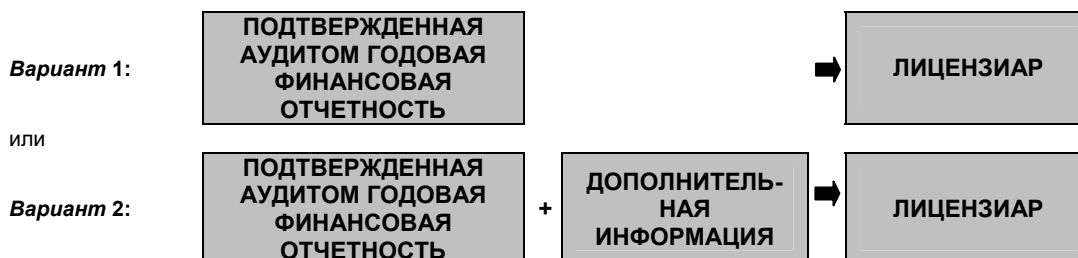 Вариант 1:
ПОДТВЕРЖДЕННАЯ
АУДИТОМ ГОДОВАЯ
ФИНАНСОВАЯ
ОТЧЕТНОСТЬ
ЛИЦЕНЗИАР
или
Вариант 2:
ПОДТВЕРЖДЕННАЯ
АУДИТОМ ГОДОВАЯ
ФИНАНСОВАЯ
ОТЧЕТНОСТЬ
+
ДОПОЛНИТЕЛЬ-
НАЯ
ИНФОРМАЦИЯ
ЛИЦЕНЗИАР